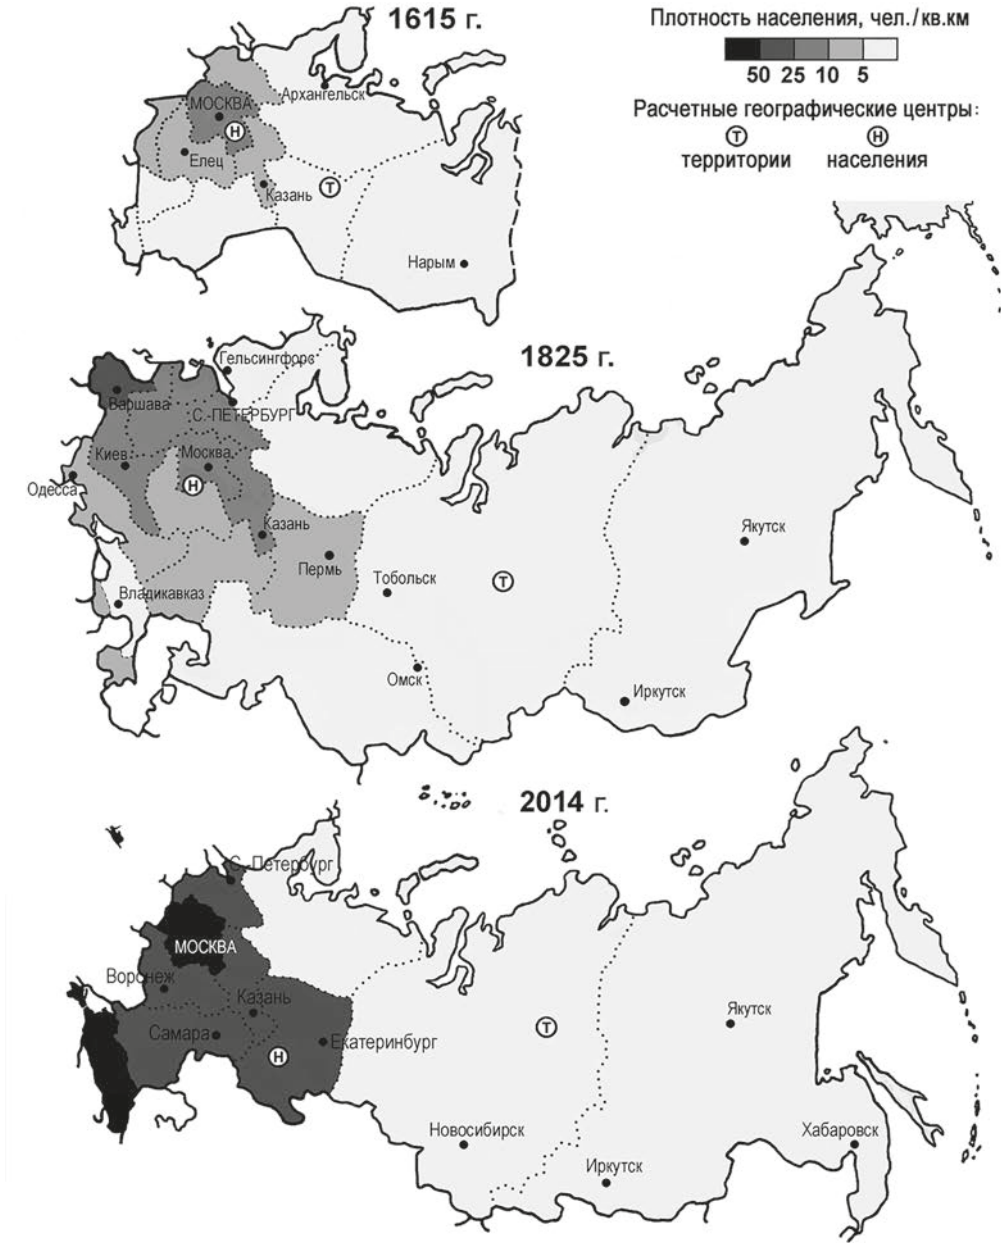 1615 г.
Плотность населения, чел./кв.км
50 25 10 5
Расчетные географические центры:
Т Н
территории населения
Архангельск
МОСКВА
Н
Елец
Казань
Т
Нарым
1825 г.
Гельсингфорс
Варшава
С.-ПЕТЕРБУРГ
Киев
Москва
Одесса
Н
Казань
Якутск
Пермь
Тобольск
Т
Владикавказ
Омск
Иркутск
2014 г.
С.-Петербург
МОСКВА
Воронеж
Казань
Якутск
Самара
Екатеринбург
Т
Н
Новосибирск
Хабаровск
Иркутск